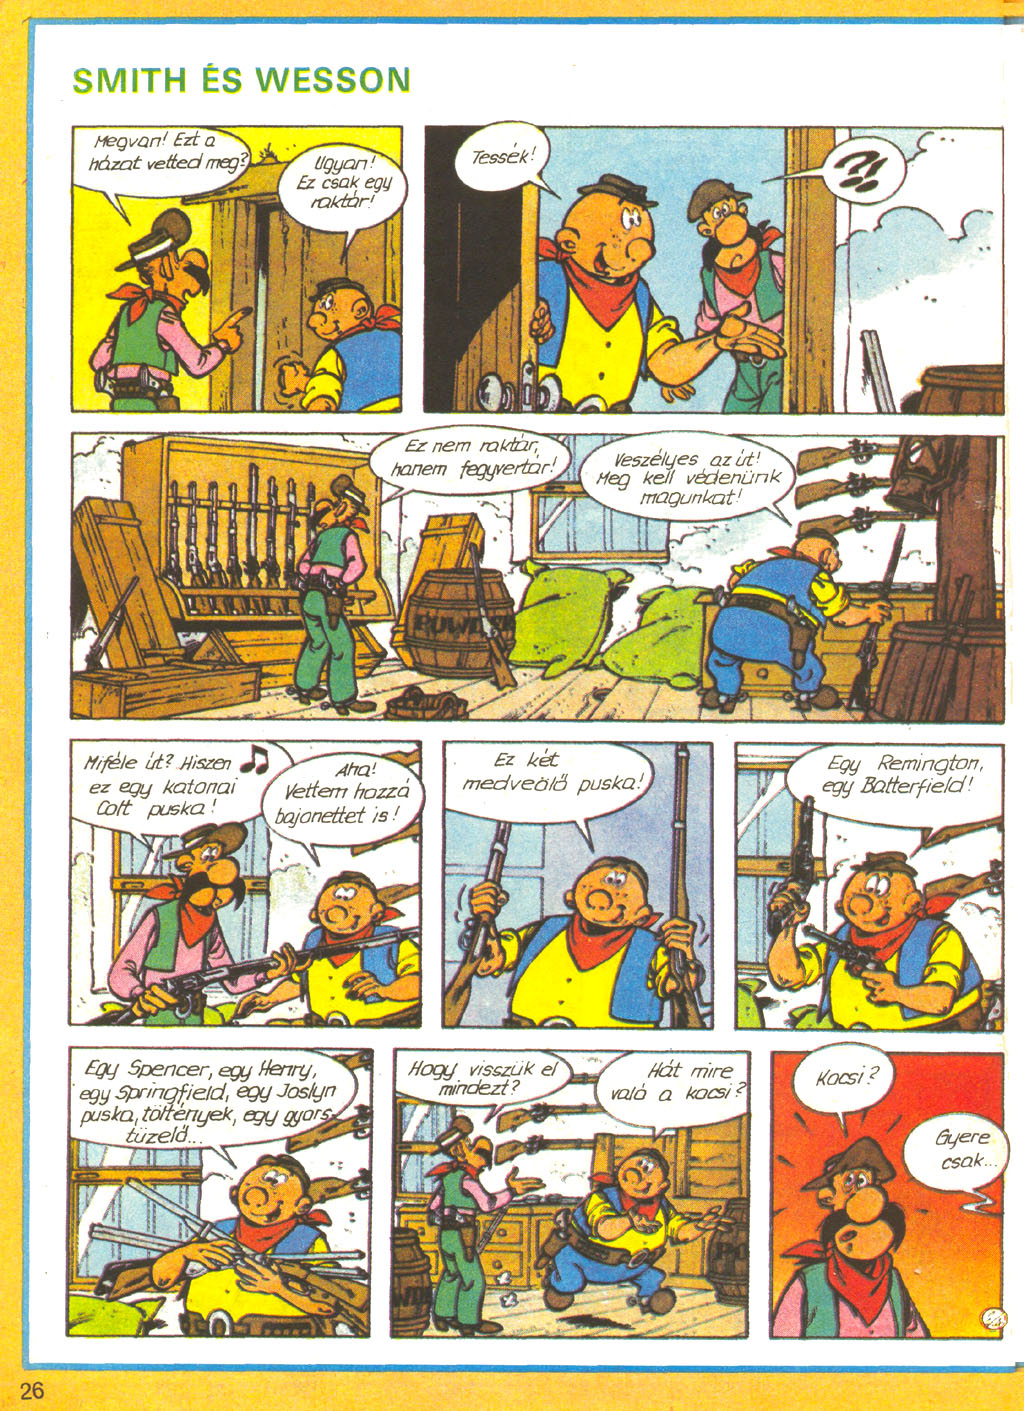 SMITH ÉS WESSON
Megvan! Ezt a
házat vetted meg?
Ugyan!
Ez csak egy
raktár!
Tessék!
?!
!!
Ez nem raktár,
hanem fegyvertár!
Veszélyes az út!
Meg kell védenünk
magunkat!
POWDER
Miféle út? Hiszen
ez egy katonai
Colt puska!
Aha!
Vettem hozzá
bajonettet is!
Ez két
medveölő puska!
Egy Remington,
egy Batterfield!
Egy Spencer, egy Henry,
egy Springfield, egy Joslyn
puska, töltények, egy gyors-
tüzelő...
Hogy visszük el
mindezt?
Hát mire
való a kocsi?
Kocsi?
Gyere
csak...
26